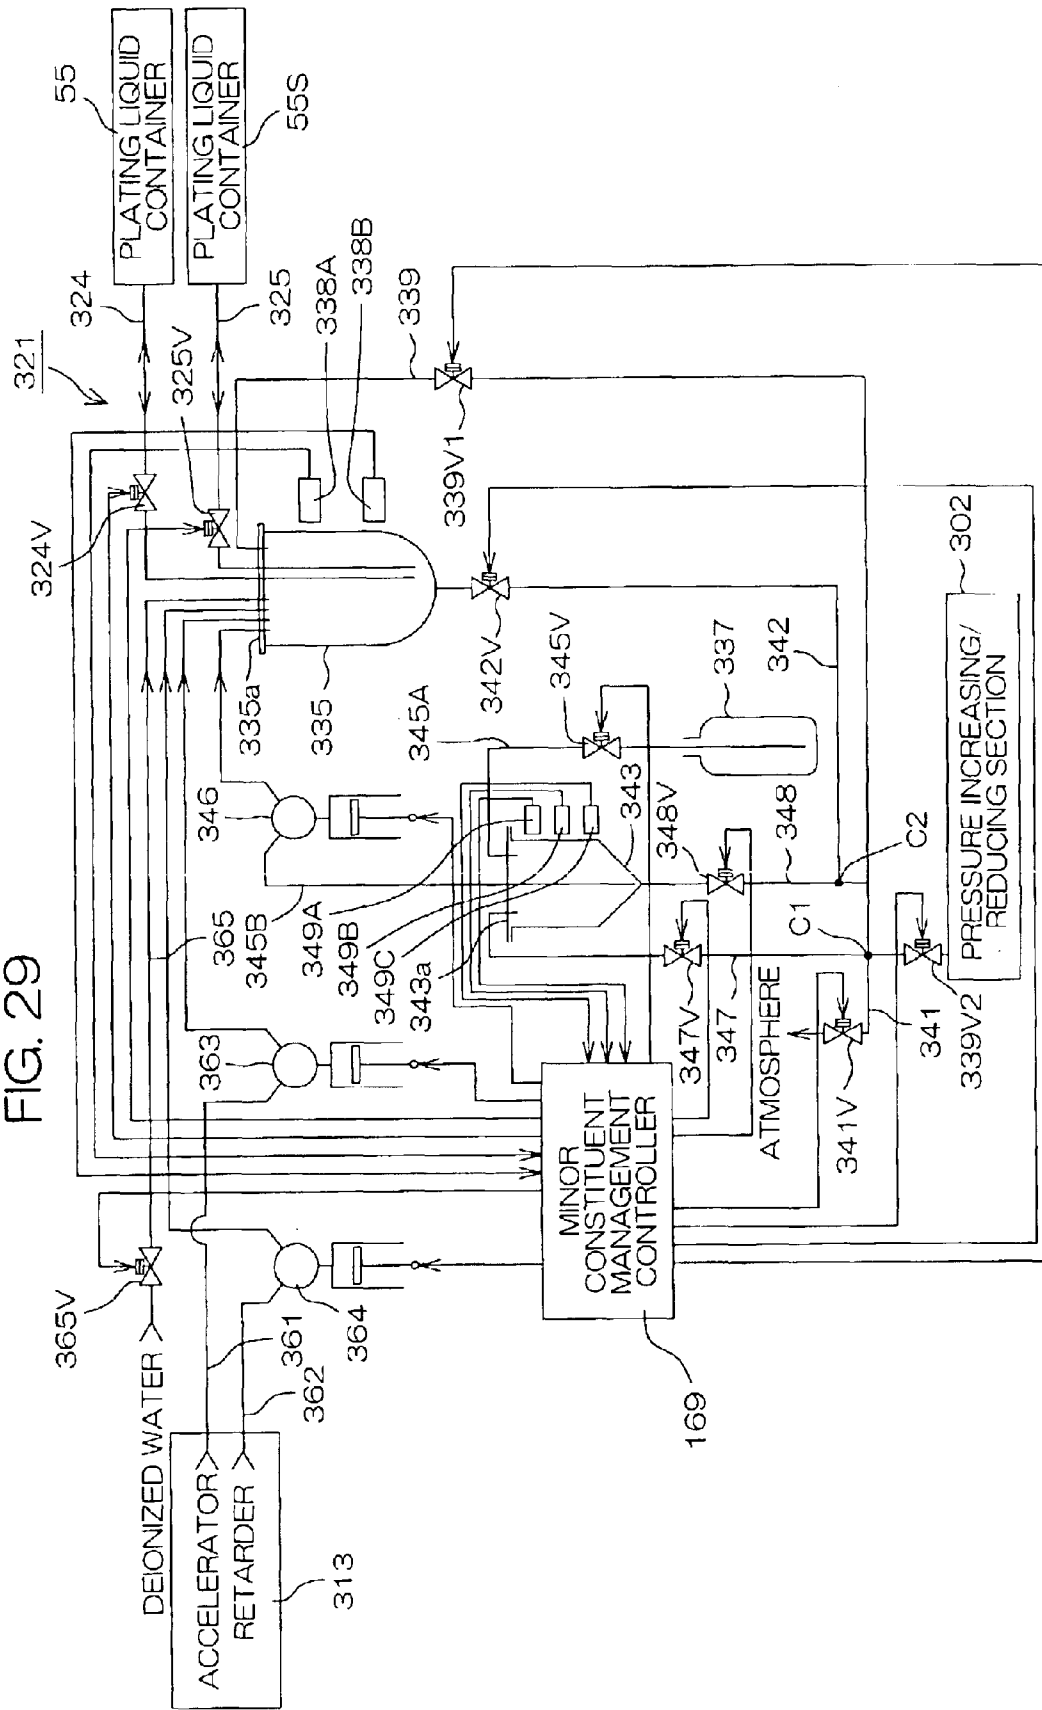 FIG. 29
321
55
PLATING LIQUID
CONTAINER
PLATING LIQUID
CONTAINER
55S
324
325
325V
324V
338A
338B
339
339V1
335a
335
342V
342
302
PRESSURE INCREASING/
REDUCING SECTION
345A
345V
337
346
343
348V
348
C2
C1
365
345B
349A
349B
349C
343a
347V
347
ATMOSPHERE
341V
341
339V2
363
MINOR
CONSTITUENT
MANAGEMENT
CONTROLLER
169
365V
364
361
362
DEIONIZED WATER
ACCELERATOR
RETARDER
313